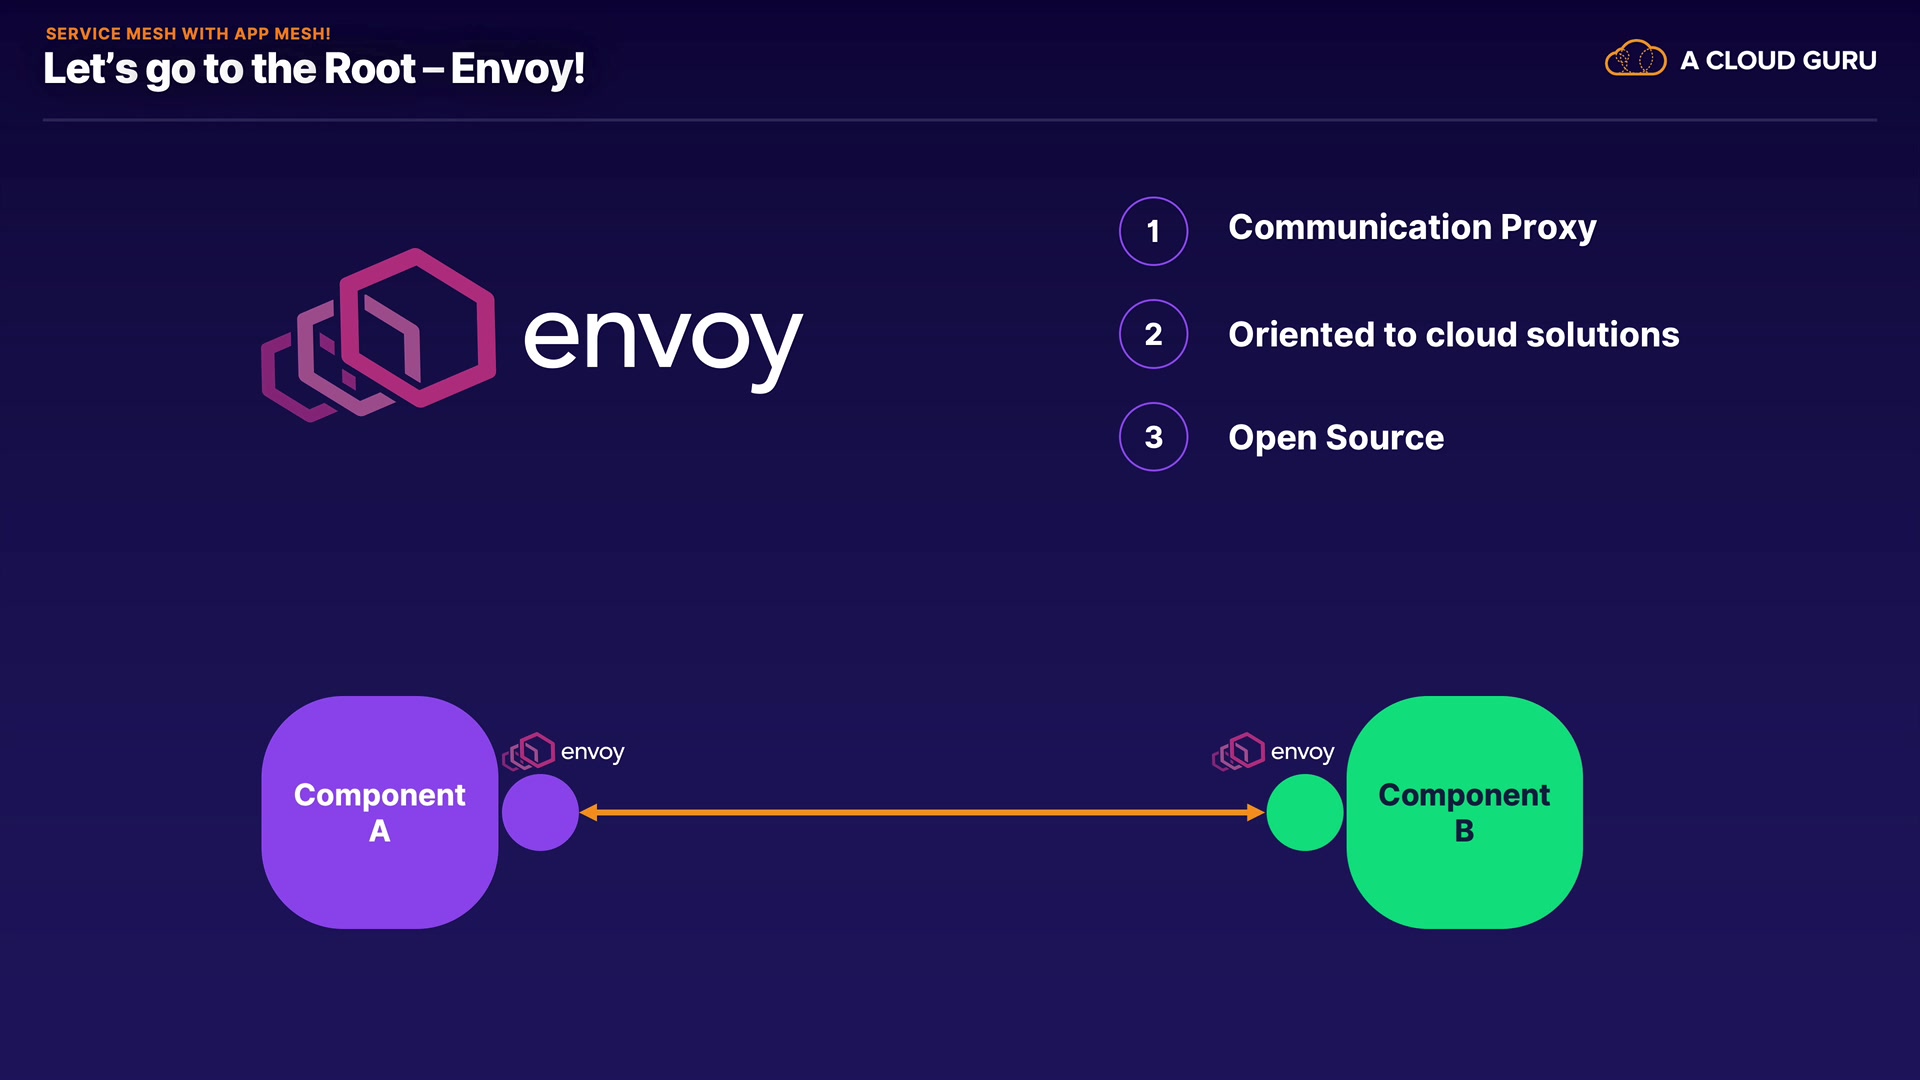 SERVICE MESH WITH APP MESH!
Let’s go to the Root – Envoy!
A CLOUD GURU
envoy
1 Communication Proxy
2 Oriented to cloud solutions
3 Open Source
envoy
envoy
Component
A
Component
B